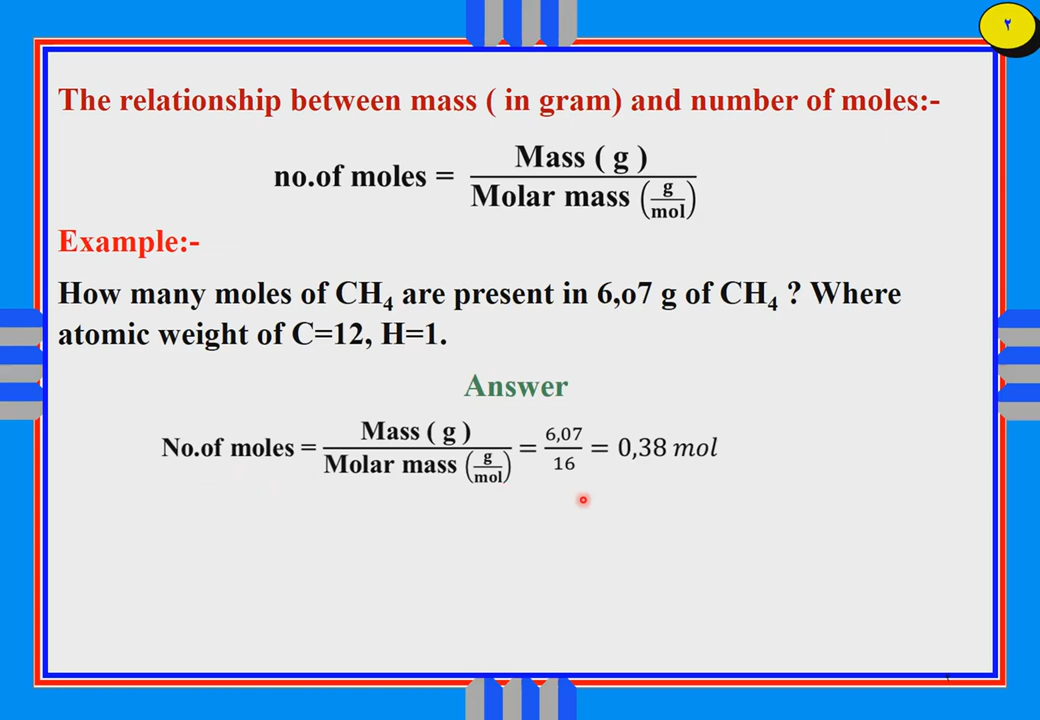 ٢
The relationship between mass ( in gram) and number of moles:-
no.of moles = Mass ( g ) / Molar mass (g/mol)
Example:-
How many moles of CH₄ are present in 6,o7 g of CH₄ ? Where
atomic weight of C=12, H=1.
Answer
No.of moles = Mass ( g ) / Molar mass (g/mol) = 6,07 / 16 = 0,38 mol